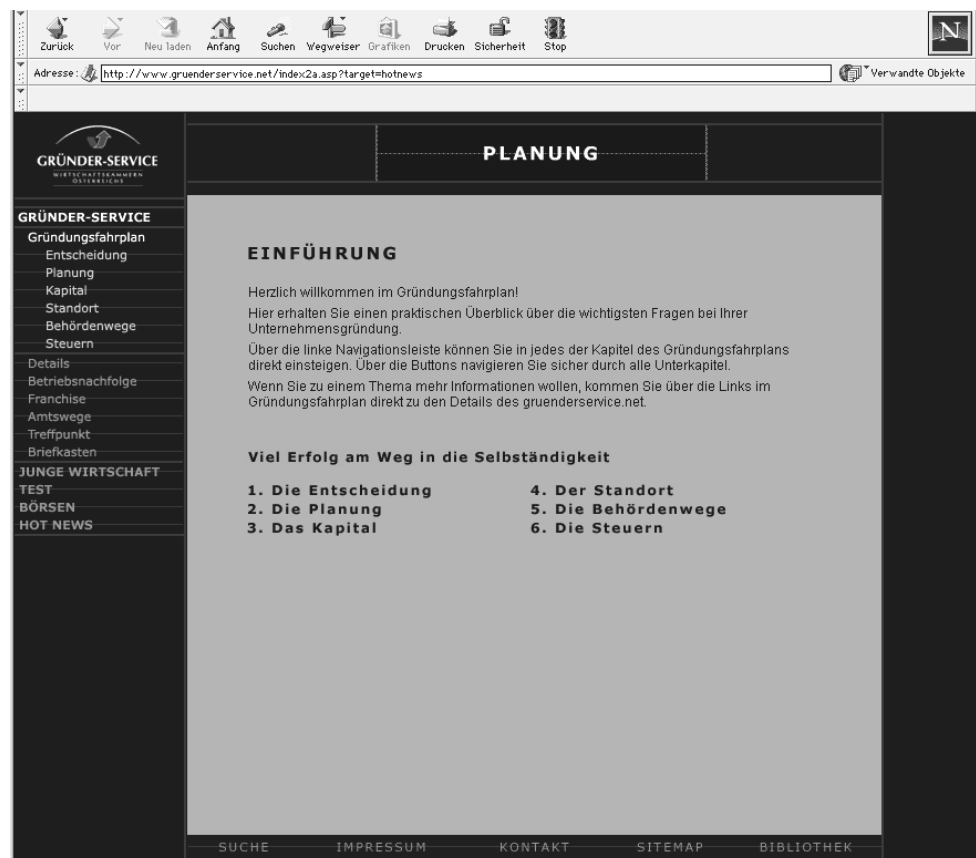 Zurück Vor Neu laden Anfang Suchen Wegweiser Grafiken Drucken Sicherheit Stop
N
Adresse: http://www.gruenderservice.net/index2a.asp?target=hotnews Verwandte Objekte
GRÜNDER-SERVICE
WIRTSCHAFTSKAMMERN
ÖSTERREICHS
PLANUNG
GRÜNDER-SERVICE
Gründungsfahrplan
Entscheidung
Planung
Kapital
Standort
Behördenwege
Steuern
Details
Betriebsnachfolge
Franchise
Amtswege
Treffpunkt
Briefkasten
JUNGE WIRTSCHAFT
TEST
BÖRSEN
HOT NEWS
EINFÜHRUNG
Herzlich willkommen im Gründungsfahrplan!
Hier erhalten Sie einen praktischen Überblick über die wichtigsten Fragen bei Ihrer
Unternehmensgründung.
Über die linke Navigationsleiste können Sie in jedes der Kapitel des Gründungsfahrplans
direkt einsteigen. Über die Buttons navigieren Sie sicher durch alle Unterkapitel.
Wenn Sie zu einem Thema mehr Informationen wollen, kommen Sie über die Links im
Gründungsfahrplan direkt zu den Details des gruenderservice.net.
Viel Erfolg am Weg in die Selbständigkeit
1. Die Entscheidung
2. Die Planung
3. Das Kapital
4. Der Standort
5. Die Behördenwege
6. Die Steuern
SUCHE IMPRESSUM KONTAKT SITEMAP BIBLIOTHEK